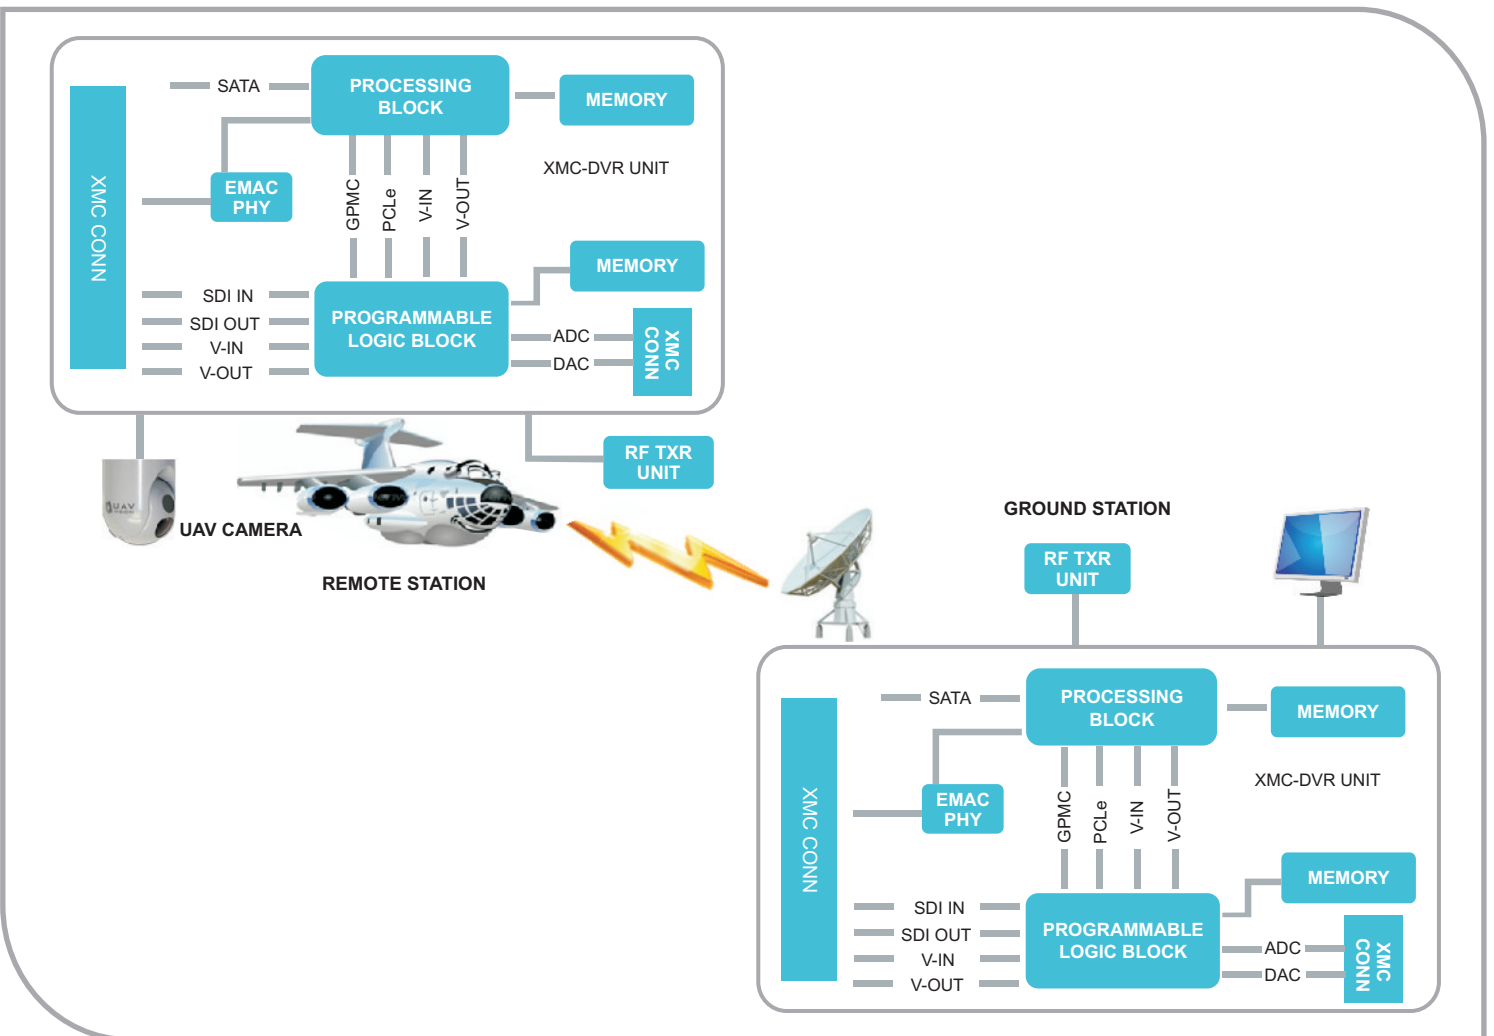 SATA
PROCESSING
BLOCK
MEMORY
XMC-DVR UNIT
XMC CONN
EMAC
PHY
GPMC
PCLe
V-IN
V-OUT
MEMORY
SDI IN
SDI OUT
V-IN
V-OUT
PROGRAMMABLE
LOGIC BLOCK
ADC
DAC
XMC
CONN
UAV
UAV CAMERA
RF TXR
UNIT
REMOTE STATION
GROUND STATION
RF TXR
UNIT
SATA
PROCESSING
BLOCK
MEMORY
XMC-DVR UNIT
XMC CONN
EMAC
PHY
GPMC
PCLe
V-IN
V-OUT
MEMORY
SDI IN
SDI OUT
V-IN
V-OUT
PROGRAMMABLE
LOGIC BLOCK
ADC
DAC
XMC
CONN